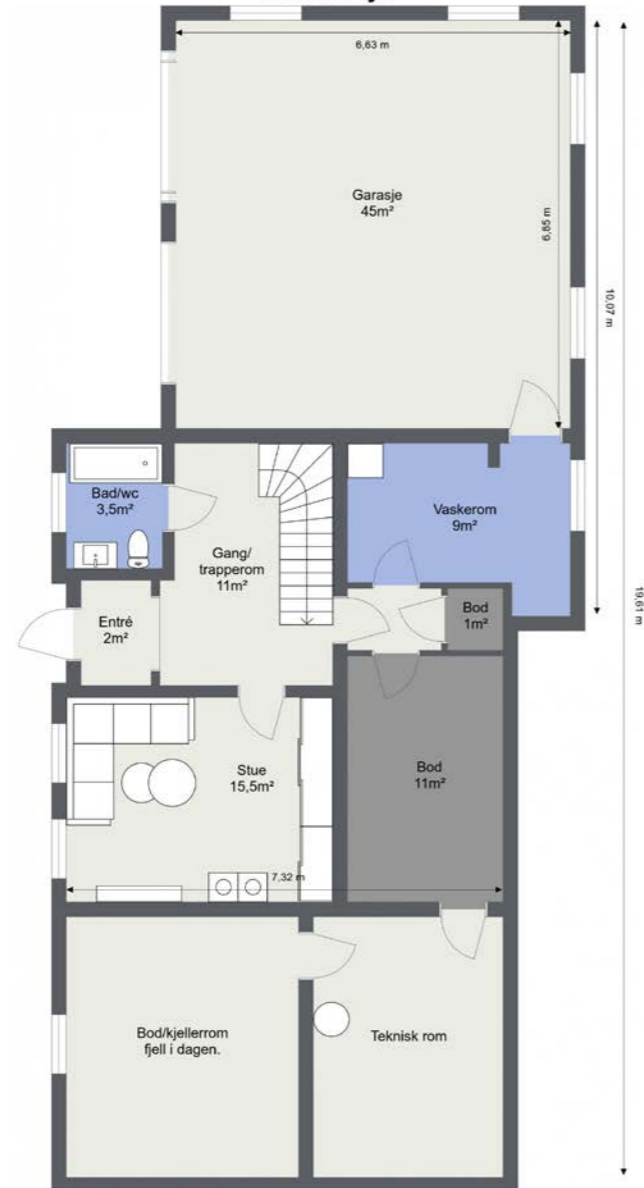 6,63 m
Garasje
45m²
6,85 m
10,07 m
Bad/wc
3,5m²
Vaskerom
9m²
Gang/
trapperom
11m²
Entré
2m²
Bod
1m²
19,61 m
Stue
15,5m²
Bod
11m²
7,32 m
Bod/kjellerrom
fjell i dagen.
Teknisk rom